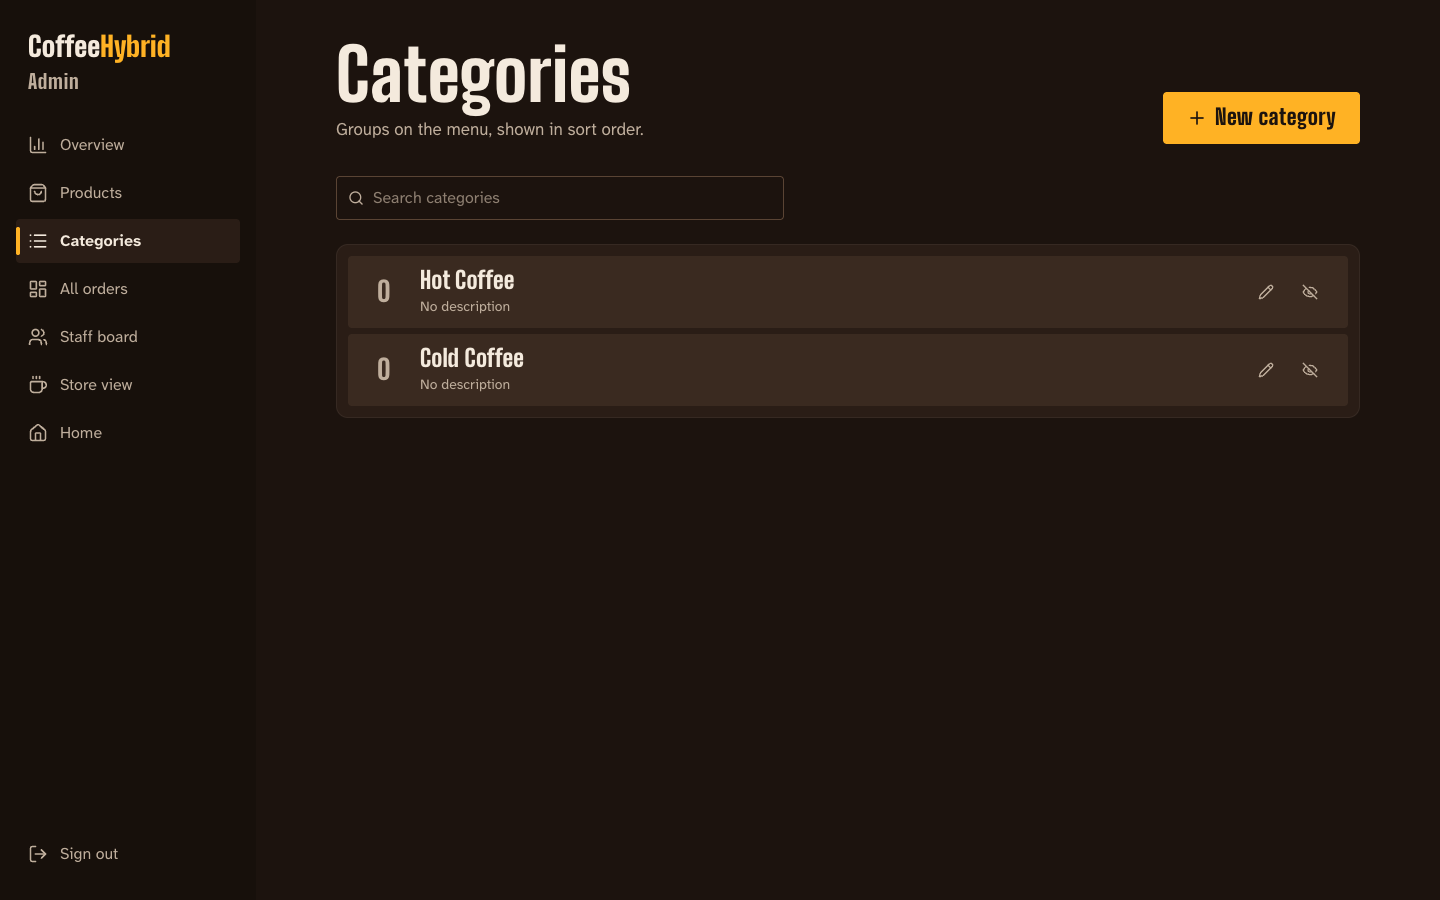 CoffeeHybrid
Admin
Overview
Products
Categories
All orders
Staff board
Store view
Home
Sign out
Categories
Groups on the menu, shown in sort order.
New category
Search categories
0
Hot Coffee
No description
0
Cold Coffee
No description